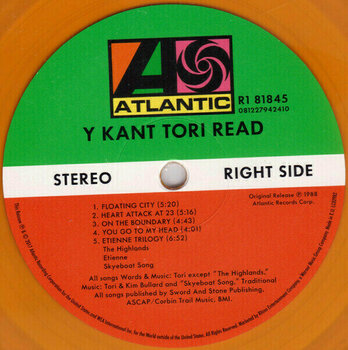 ATLANTIC
R1 81845
081227942410
Y KANT TORI READ
STEREO
RIGHT SIDE
Original Release ℗ 1988
Atlantic Records Corp.
1 FLOATING CITY (5:20)
2 HEART ATTACK AT 23 (5:16)
3 ON THE BOUNDARY (4:43)
4 YOU GO TO MY HEAD (4:01)
5 ETIENNE TRILOGY (6:52)
The Highlands
Etienne
Skyeboat Song
All songs Words & Music: Tori except "The Highlands,"
Music: Tori & Kim Bullard and "Skyeboat Song," Traditional
All songs published by Sword And Stone Publishing.
ASCAP/Corbin Trail Music, BMI.